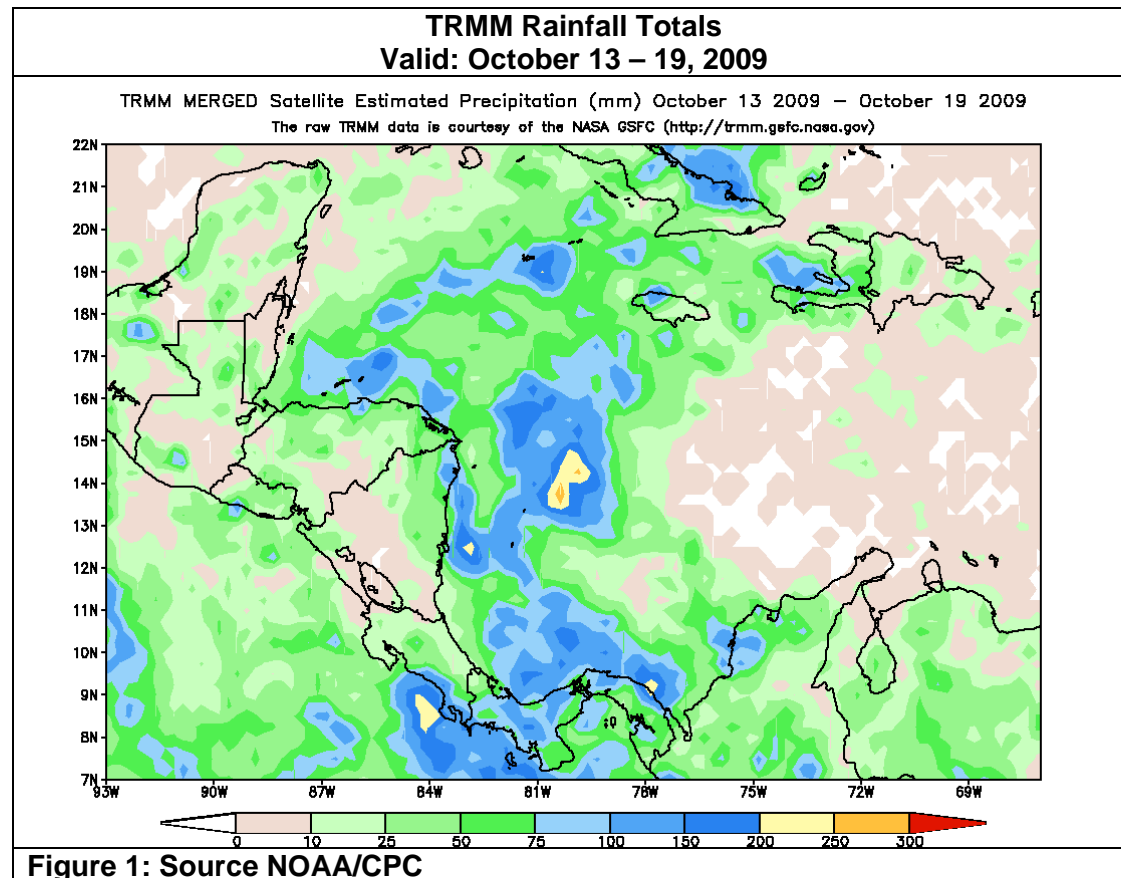 TRMM Rainfall Totals
Valid: October 13 – 19, 2009
TRMM MERGED Satellite Estimated Precipitation (mm) October 13 2009 – October 19 2009
The raw TRMM data is courtesy of the NASA GSFC (http://trmm.gsfc.nasa.gov)
22N
21N
20N
19N
18N
17N
16N
15N
14N
13N
12N
11N
10N
9N
8N
7N
93W 90W 87W 84W 81W 78W 75W 72W 69W
0 10 25 50 75 100 150 200 250 300
Figure 1: Source NOAA/CPC